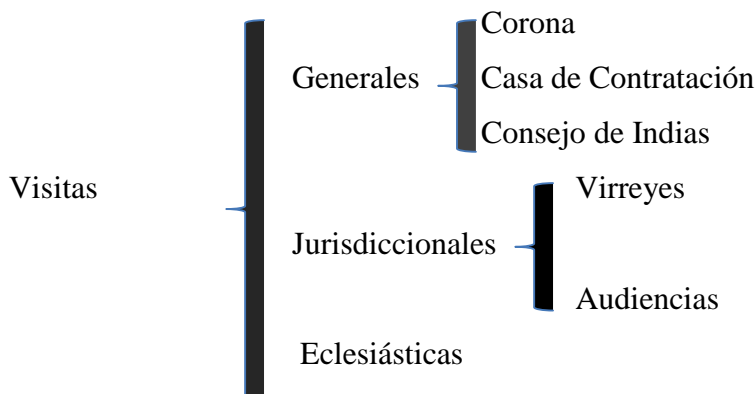 Corona
Generales
Casa de Contratación
Consejo de Indias
Visitas
Virreyes
Jurisdiccionales
Audiencias
Eclesiásticas